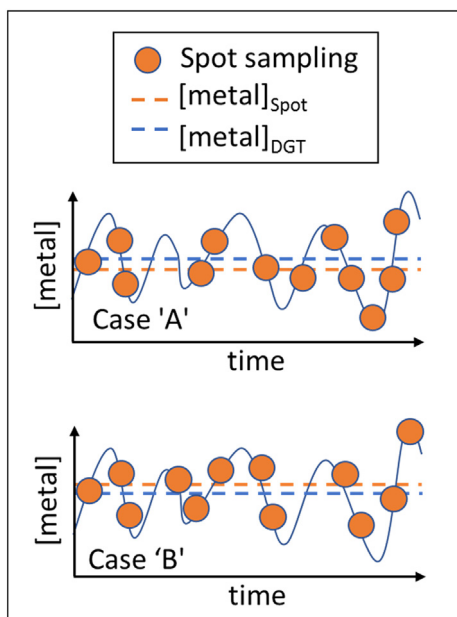 Spot sampling
[metal]Spot
[metal]DGT
[metal]
Case 'A'
time
[metal]
Case ‘B'
time